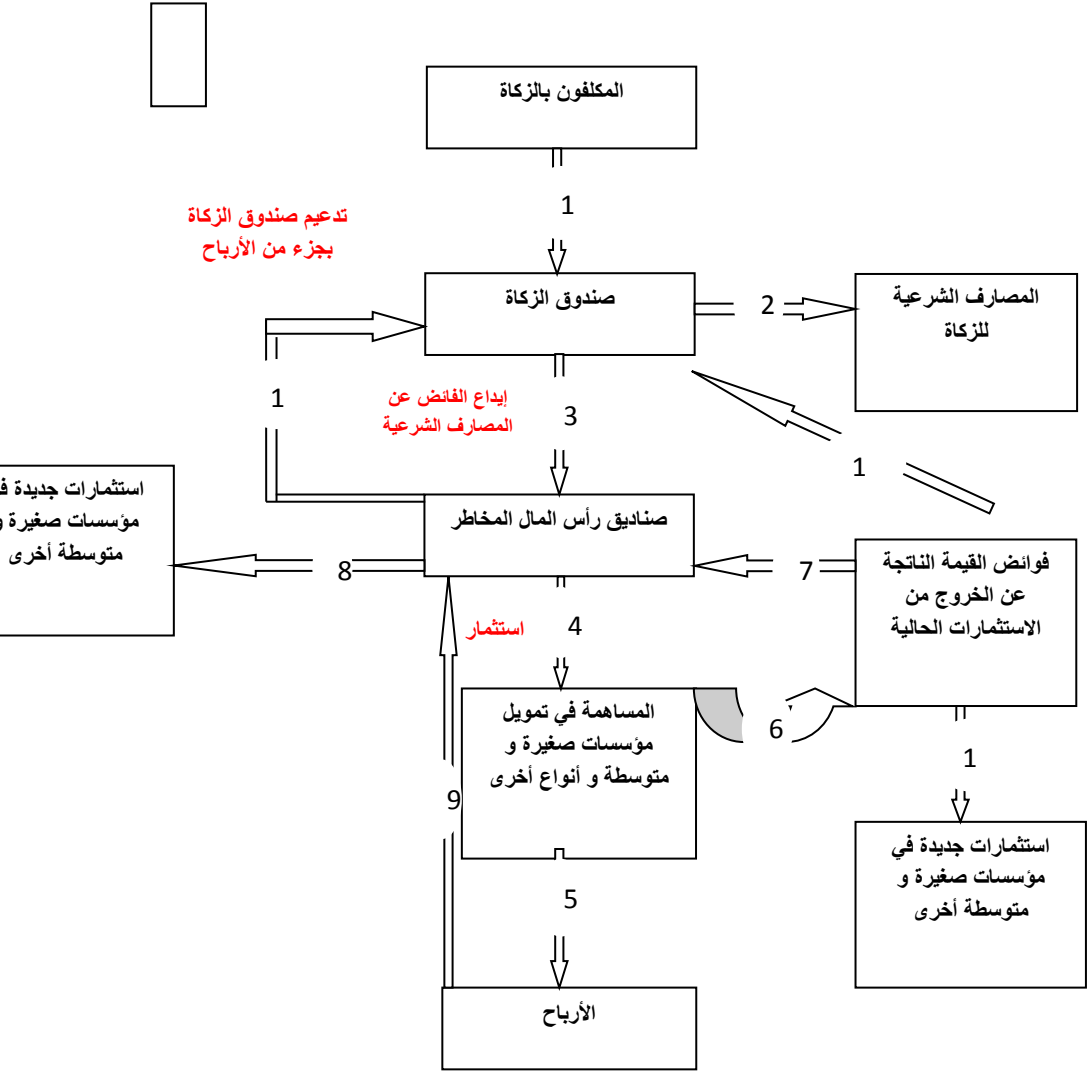 المكلفون بالزكاة
1
تدعيم صندوق الزكاة
بجزء من الأرباح
صندوق الزكاة
2
المصارف الشرعية
للزكاة
1
إيداع الفائض عن
المصارف الشرعية
3
1
استثمارات جديدة
مؤسسات صغيرة و
متوسطة أخرى
صناديق رأس المال المخاطر
8
7
فوائض القيمة الناتجة
عن الخروج من
الاستثمارات الحالية
استثمار
4
المساهمة في تمويل
مؤسسات صغيرة و
متوسطة و أنواع أخرى
6
1
9
استثمارات جديدة في
مؤسسات صغيرة و
متوسطة أخرى
5
الأرباح